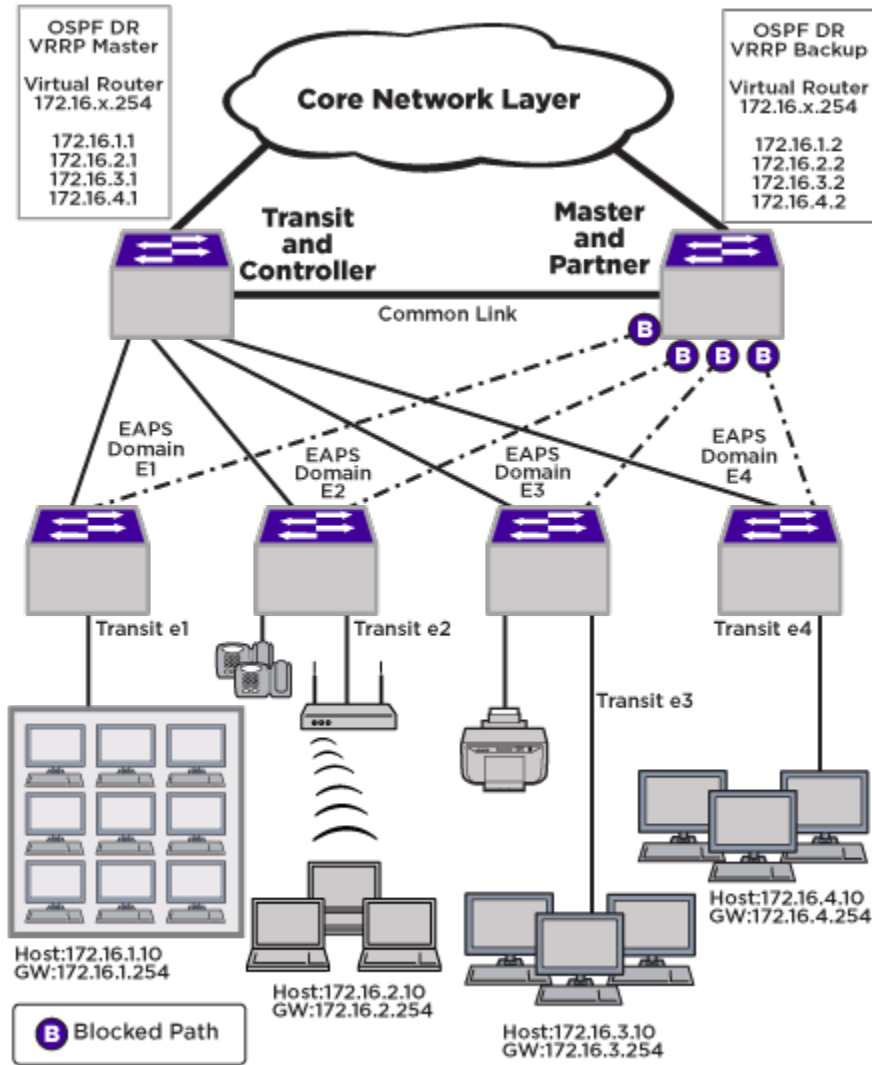 OSPF DR
VRRP Master
Virtual Router
172.16.x.254
172.16.1.1
172.16.2.1
172.16.3.1
172.16.4.1
Core Network Layer
OSPF DR
VRRP Backup
Virtual Router
172.16.x.254
172.16.1.2
172.16.2.2
172.16.3.2
172.16.4.2
Transit
and
Controller
Master
and
Partner
Common Link
B
B
B
B
EAPS
Domain
E1
EAPS
Domain
E2
EAPS
Domain
E3
EAPS
Domain
E4
Transit e1
Transit e2
Transit e3
Transit e4
Host:172.16.1.10
GW:172.16.1.254
Host:172.16.2.10
GW:172.16.2.254
Host:172.16.3.10
GW:172.16.3.254
Host:172.16.4.10
GW:172.16.4.254
B Blocked Path